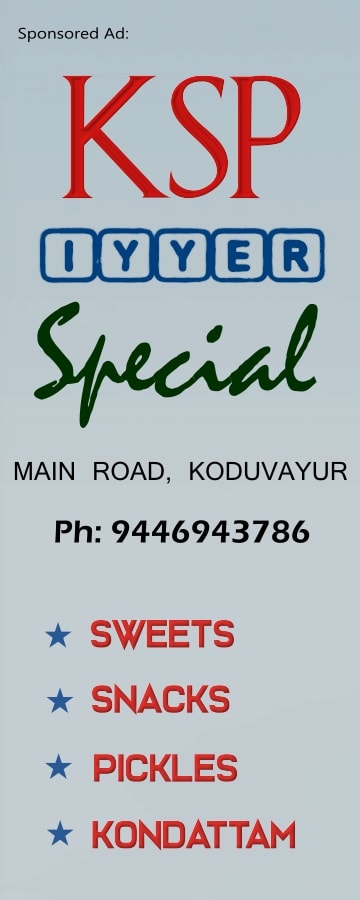 Sponsored Ad:
KSP
IYYER
Special
MAIN ROAD, KODUVAYUR
Ph: 9446943786
SWEETS
SNACKS
PICKLES
KONDATTAM